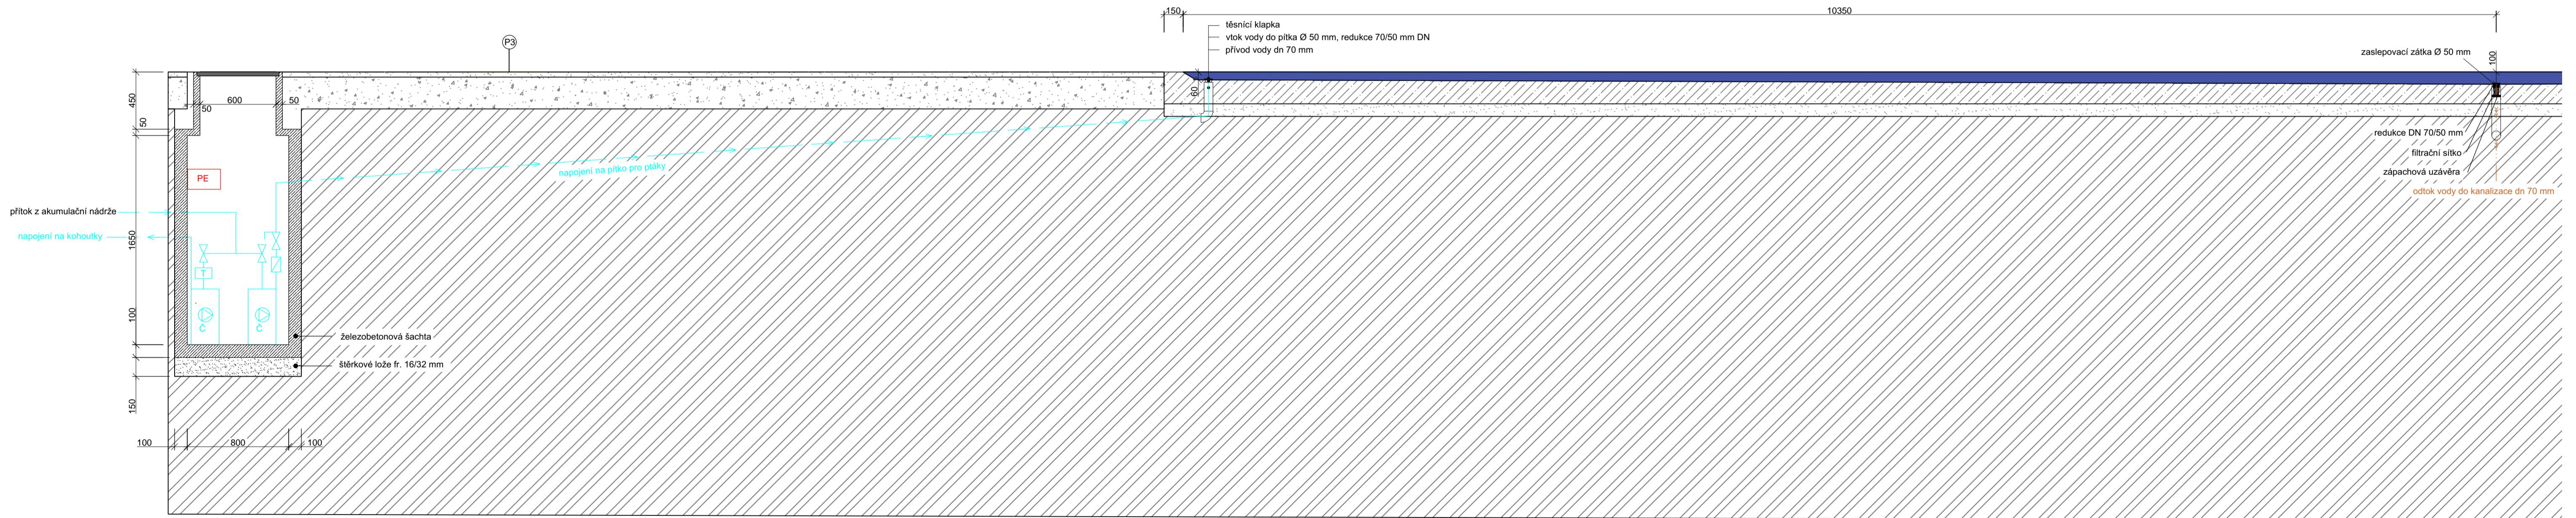 150
10350
těsnící klapka
vtok vody do pítka Ø 50 mm, redukce 70/50 mm DN
přívod vody dn 70 mm
P3
zaslepovací zátka Ø 50 mm
100
450
600
50
50
50
60
redukce DN 70/50 mm
filtrační sítko
zápachová uzávěra
odtok vody do kanalizace dn 70 mm
napojení na pítko pro ptáky
PE
přítok z akumulační nádrže
napojení na kohoutky
1650
T
100
Č
Č
železobetonová šachta
štěrkové lože fr. 16/32 mm
150
100
800
100